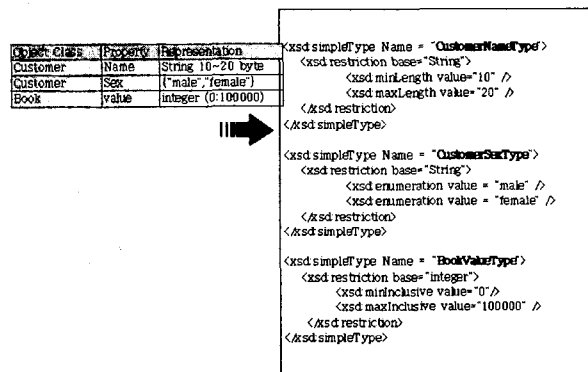 Object Class Property Representation
Customer Name String 10~20 byte
Customer Sex {"male","female"}
Book value integer (0:100000)
<xsd:simpleType Name = "CustomerNameType">
<xsd:restriction base="String">
<xsd:minLength value="10" />
<xsd:maxLength value="20" />
</xsd:restriction>
</xsd:simpleType>
<xsd:simpleType Name = "CustomerSexType">
<xsd:restriction base="String">
<xsd:enumeration value = "male" />
<xsd:enumeration value = "female" />
</xsd:restriction>
</xsd:simpleType>
<xsd:simpleType Name = "BookValueType">
<xsd:restriction base="integer">
<xsd:minInclusive value="0"/>
<xsd:maxInclusive value="100000" />
</xsd:restriction>
</xsd:simpleType>